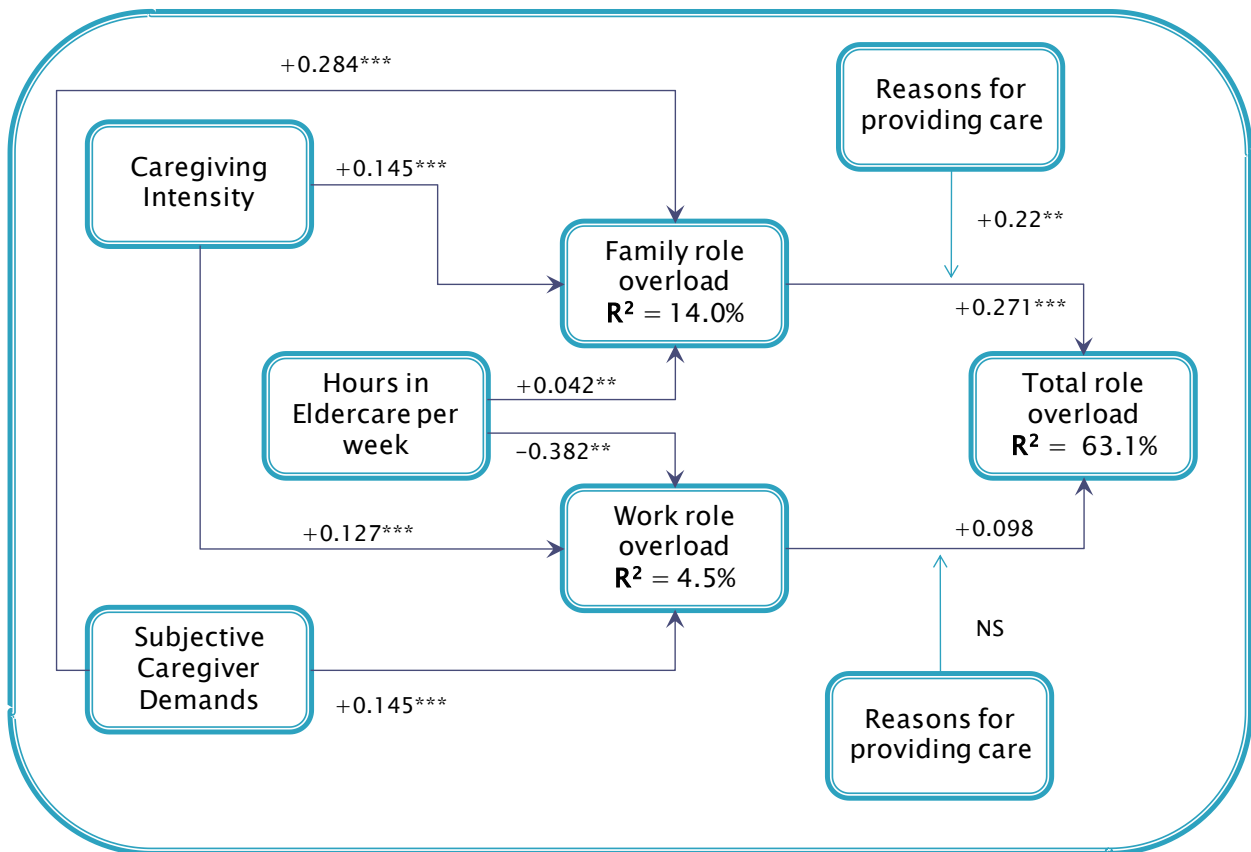 +0.284***
Reasons for
providing care
Caregiving
Intensity
+0.145***
+0.22**
Family role
overload
R² = 14.0%
+0.271***
Hours in
Eldercare per
week
+0.042**
−0.382**
Total role
overload
R² = 63.1%
Work role
overload
R² = 4.5%
+0.127***
+0.098
Subjective
Caregiver
Demands
+0.145***
NS
Reasons for
providing care